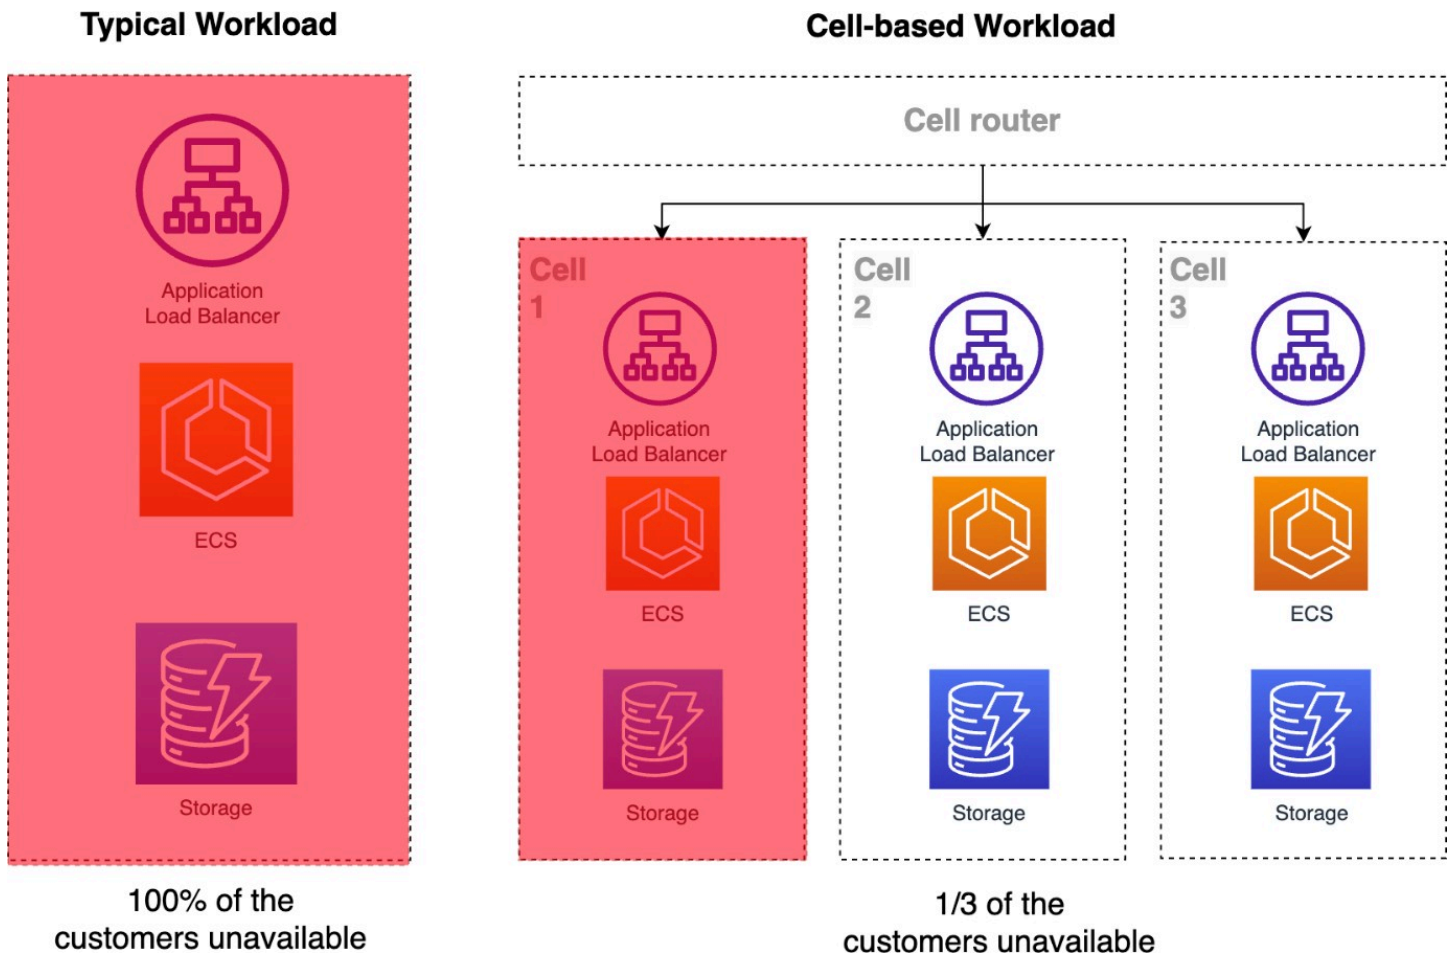 Typical Workload
Application
Load Balancer
ECS
Storage
100% of the
customers unavailable
Cell-based Workload
Cell router
Cell
1
Application
Load Balancer
ECS
Storage
Cell
2
Application
Load Balancer
ECS
Storage
Cell
3
Application
Load Balancer
ECS
Storage
1/3 of the
customers unavailable